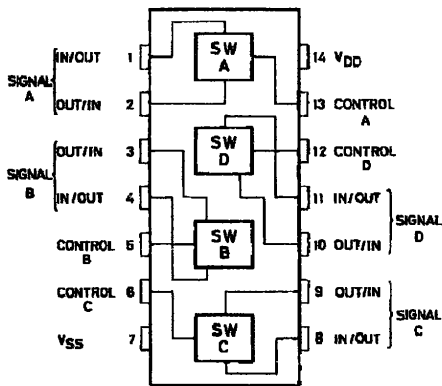 IN/OUT 1 SW A 14 VDD
SIGNAL A
OUT/IN 2 13 CONTROL A
OUT/IN 3 SW D 12 CONTROL D
SIGNAL B
IN/OUT 4 11 IN/OUT
SIGNAL D
CONTROL B 5 SW B 10 OUT/IN
CONTROL C 6 9 OUT/IN
SIGNAL C
VSS 7 SW C 8 IN/OUT